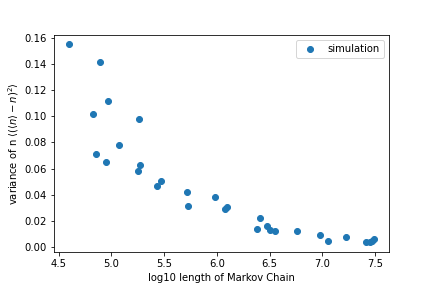 simulation
0.16
0.14
0.12
0.10
0.08
0.06
0.04
0.02
0.00
variance of n (⟨⟨n⟩ − n⟩²)
4.5 5.0 5.5 6.0 6.5 7.0 7.5
log10 length of Markov Chain